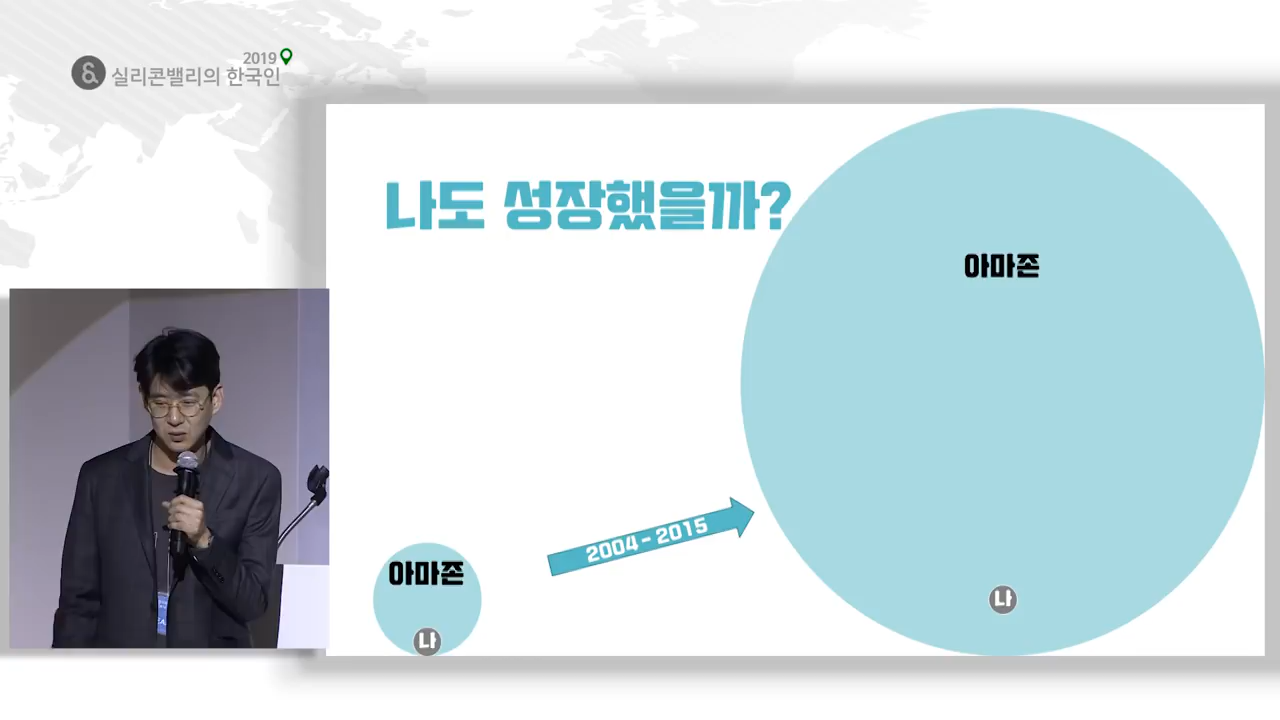 2019
& 실리콘밸리의 한국인
나도 성장했을까?
아마존
아마존
2004 - 2015
나
나